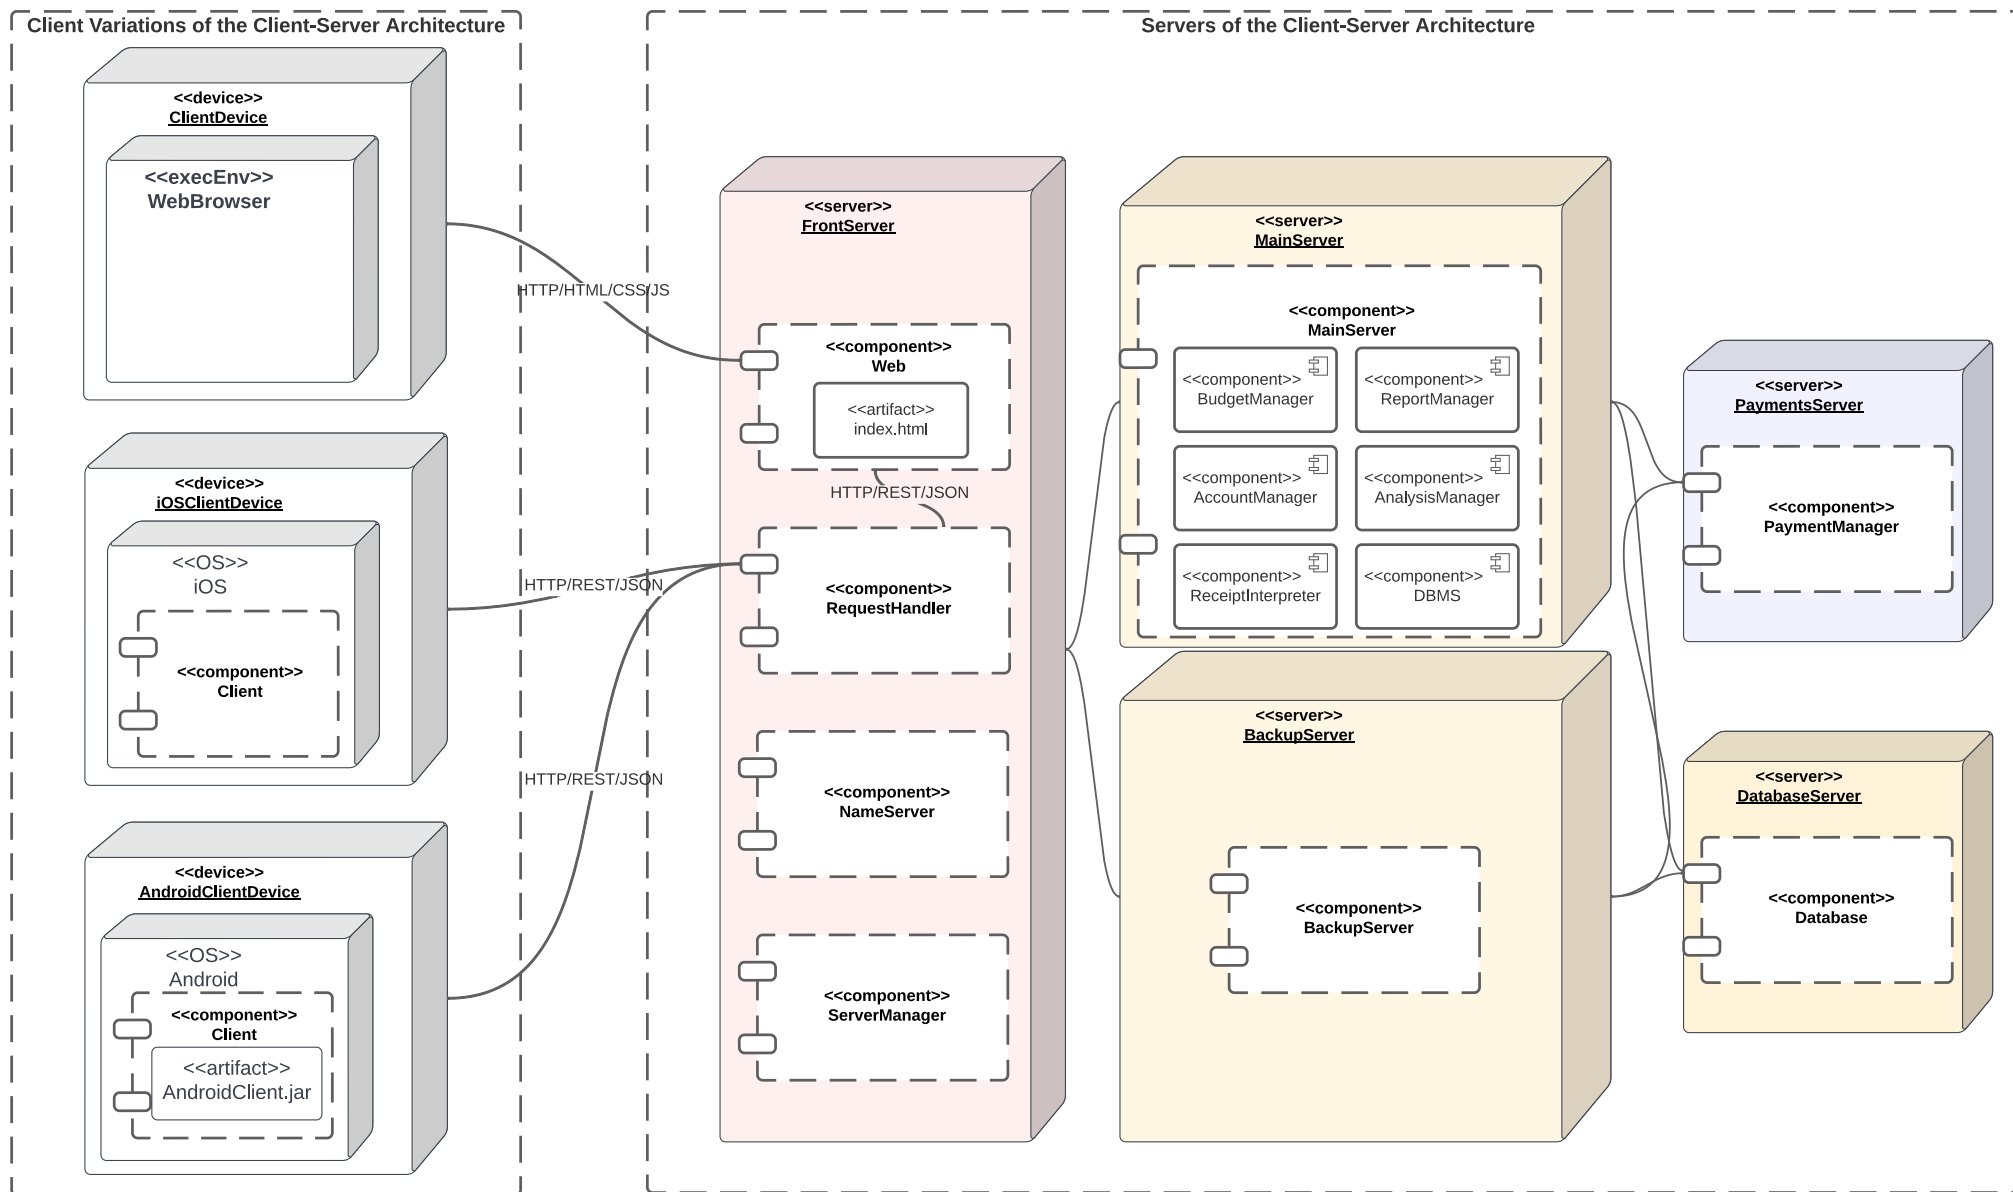 Client Variations of the Client-Server Architecture
<<device>>
ClientDevice
<<execEnv>>
WebBrowser
<<device>>
iOSClientDevice
<<OS>>
iOS
<<component>>
Client
<<device>>
AndroidClientDevice
<<OS>>
Android
<<component>>
Client
<<artifact>>
AndroidClient.jar
HTTP/HTML/CSS/JS
HTTP/REST/JSON
HTTP/REST/JSON
Servers of the Client-Server Architecture
<<server>>
FrontServer
<<component>>
Web
<<artifact>>
index.html
HTTP/REST/JSON
<<component>>
RequestHandler
<<component>>
NameServer
<<component>>
ServerManager
<<server>>
MainServer
<<component>>
MainServer
<<component>>
BudgetManager
<<component>>
ReportManager
<<component>>
AccountManager
<<component>>
AnalysisManager
<<component>>
ReceiptInterpreter
<<component>>
DBMS
<<server>>
BackupServer
<<component>>
BackupServer
<<server>>
PaymentsServer
<<component>>
PaymentManager
<<server>>
DatabaseServer
<<component>>
Database